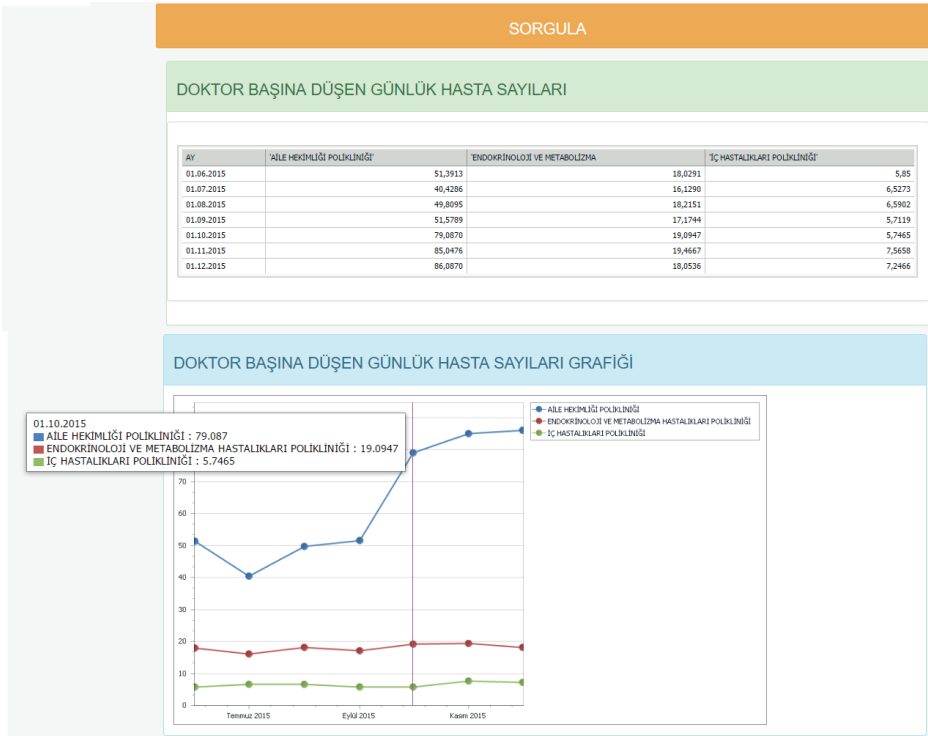 SORGULA
DOKTOR BAŞINA DÜŞEN GÜNLÜK HASTA SAYILARI
AY 'AİLE HEKİMLİĞİ POLİKLİNİĞİ' 'ENDOKRİNOLOJİ VE METABOLİZMA 'İÇ HASTALIKLARI POLİKLİNİĞİ'
01.06.2015 51,3913 18,0291 5,85
01.07.2015 40,4286 16,1290 6,5273
01.08.2015 49,8095 18,2151 6,5902
01.09.2015 51,5789 17,1744 5,7119
01.10.2015 79,0870 19,0947 5,7465
01.11.2015 85,0476 19,4667 7,5658
01.12.2015 86,0870 18,0536 7,2466
DOKTOR BAŞINA DÜŞEN GÜNLÜK HASTA SAYILARI GRAFİĞİ
AİLE HEKİMLİĞİ POLİKLİNİĞİ
ENDOKRİNOLOJİ VE METABOLİZMA HASTALIKLARI POLİKLİNİĞİ
İÇ HASTALIKLARI POLİKLİNİĞİ
01.10.2015
AİLE HEKİMLİĞİ POLİKLİNİĞİ : 79.087
ENDOKRİNOLOJİ VE METABOLİZMA HASTALIKLARI POLİKLİNİĞİ : 19.0947
İÇ HASTALIKLARI POLİKLİNİĞİ : 5.7465
70
60
50
40
30
20
10
0
Temmuz 2015 Eylül 2015 Kasım 2015